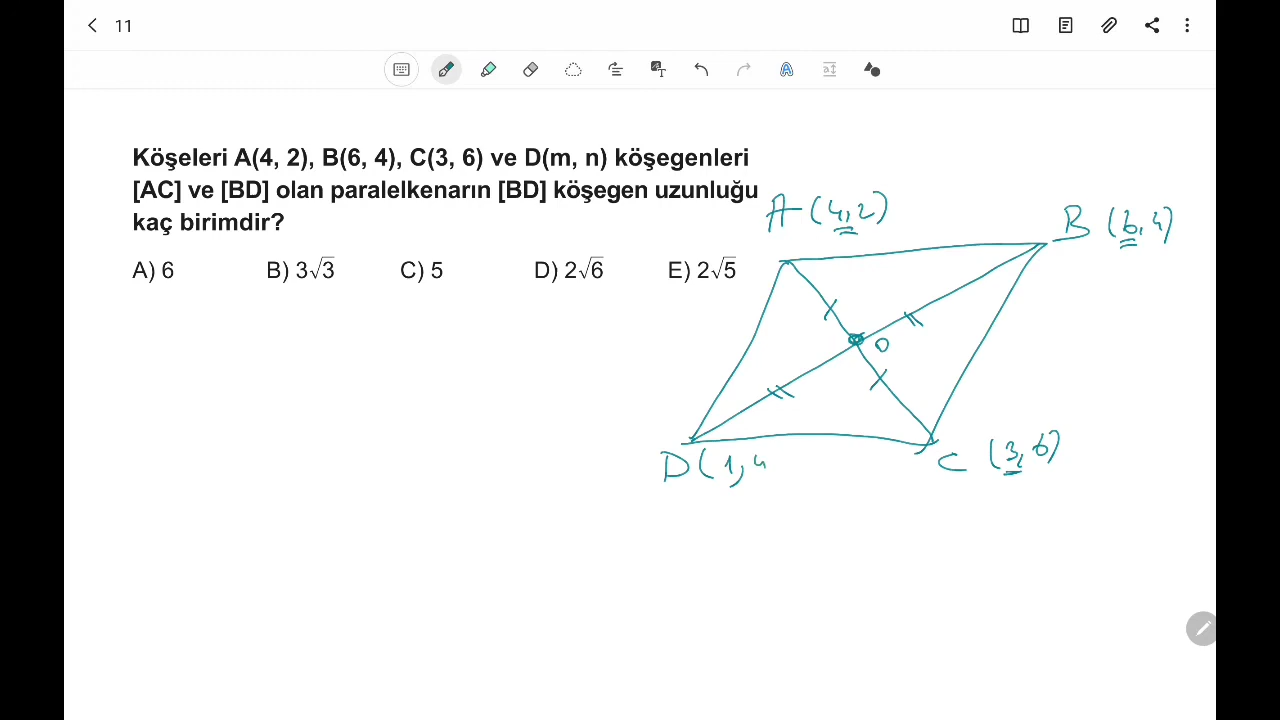 11
Köşeleri A(4, 2), B(6, 4), C(3, 6) ve D(m, n) köşegenleri
[AC] ve [BD] olan paralelkenarın [BD] köşegen uzunluğu
kaç birimdir?
A) 6 B) 3√3 C) 5 D) 2√6 E) 2√5
A (4,2)
B (6,4)
O
D (1,4
C (3,6)